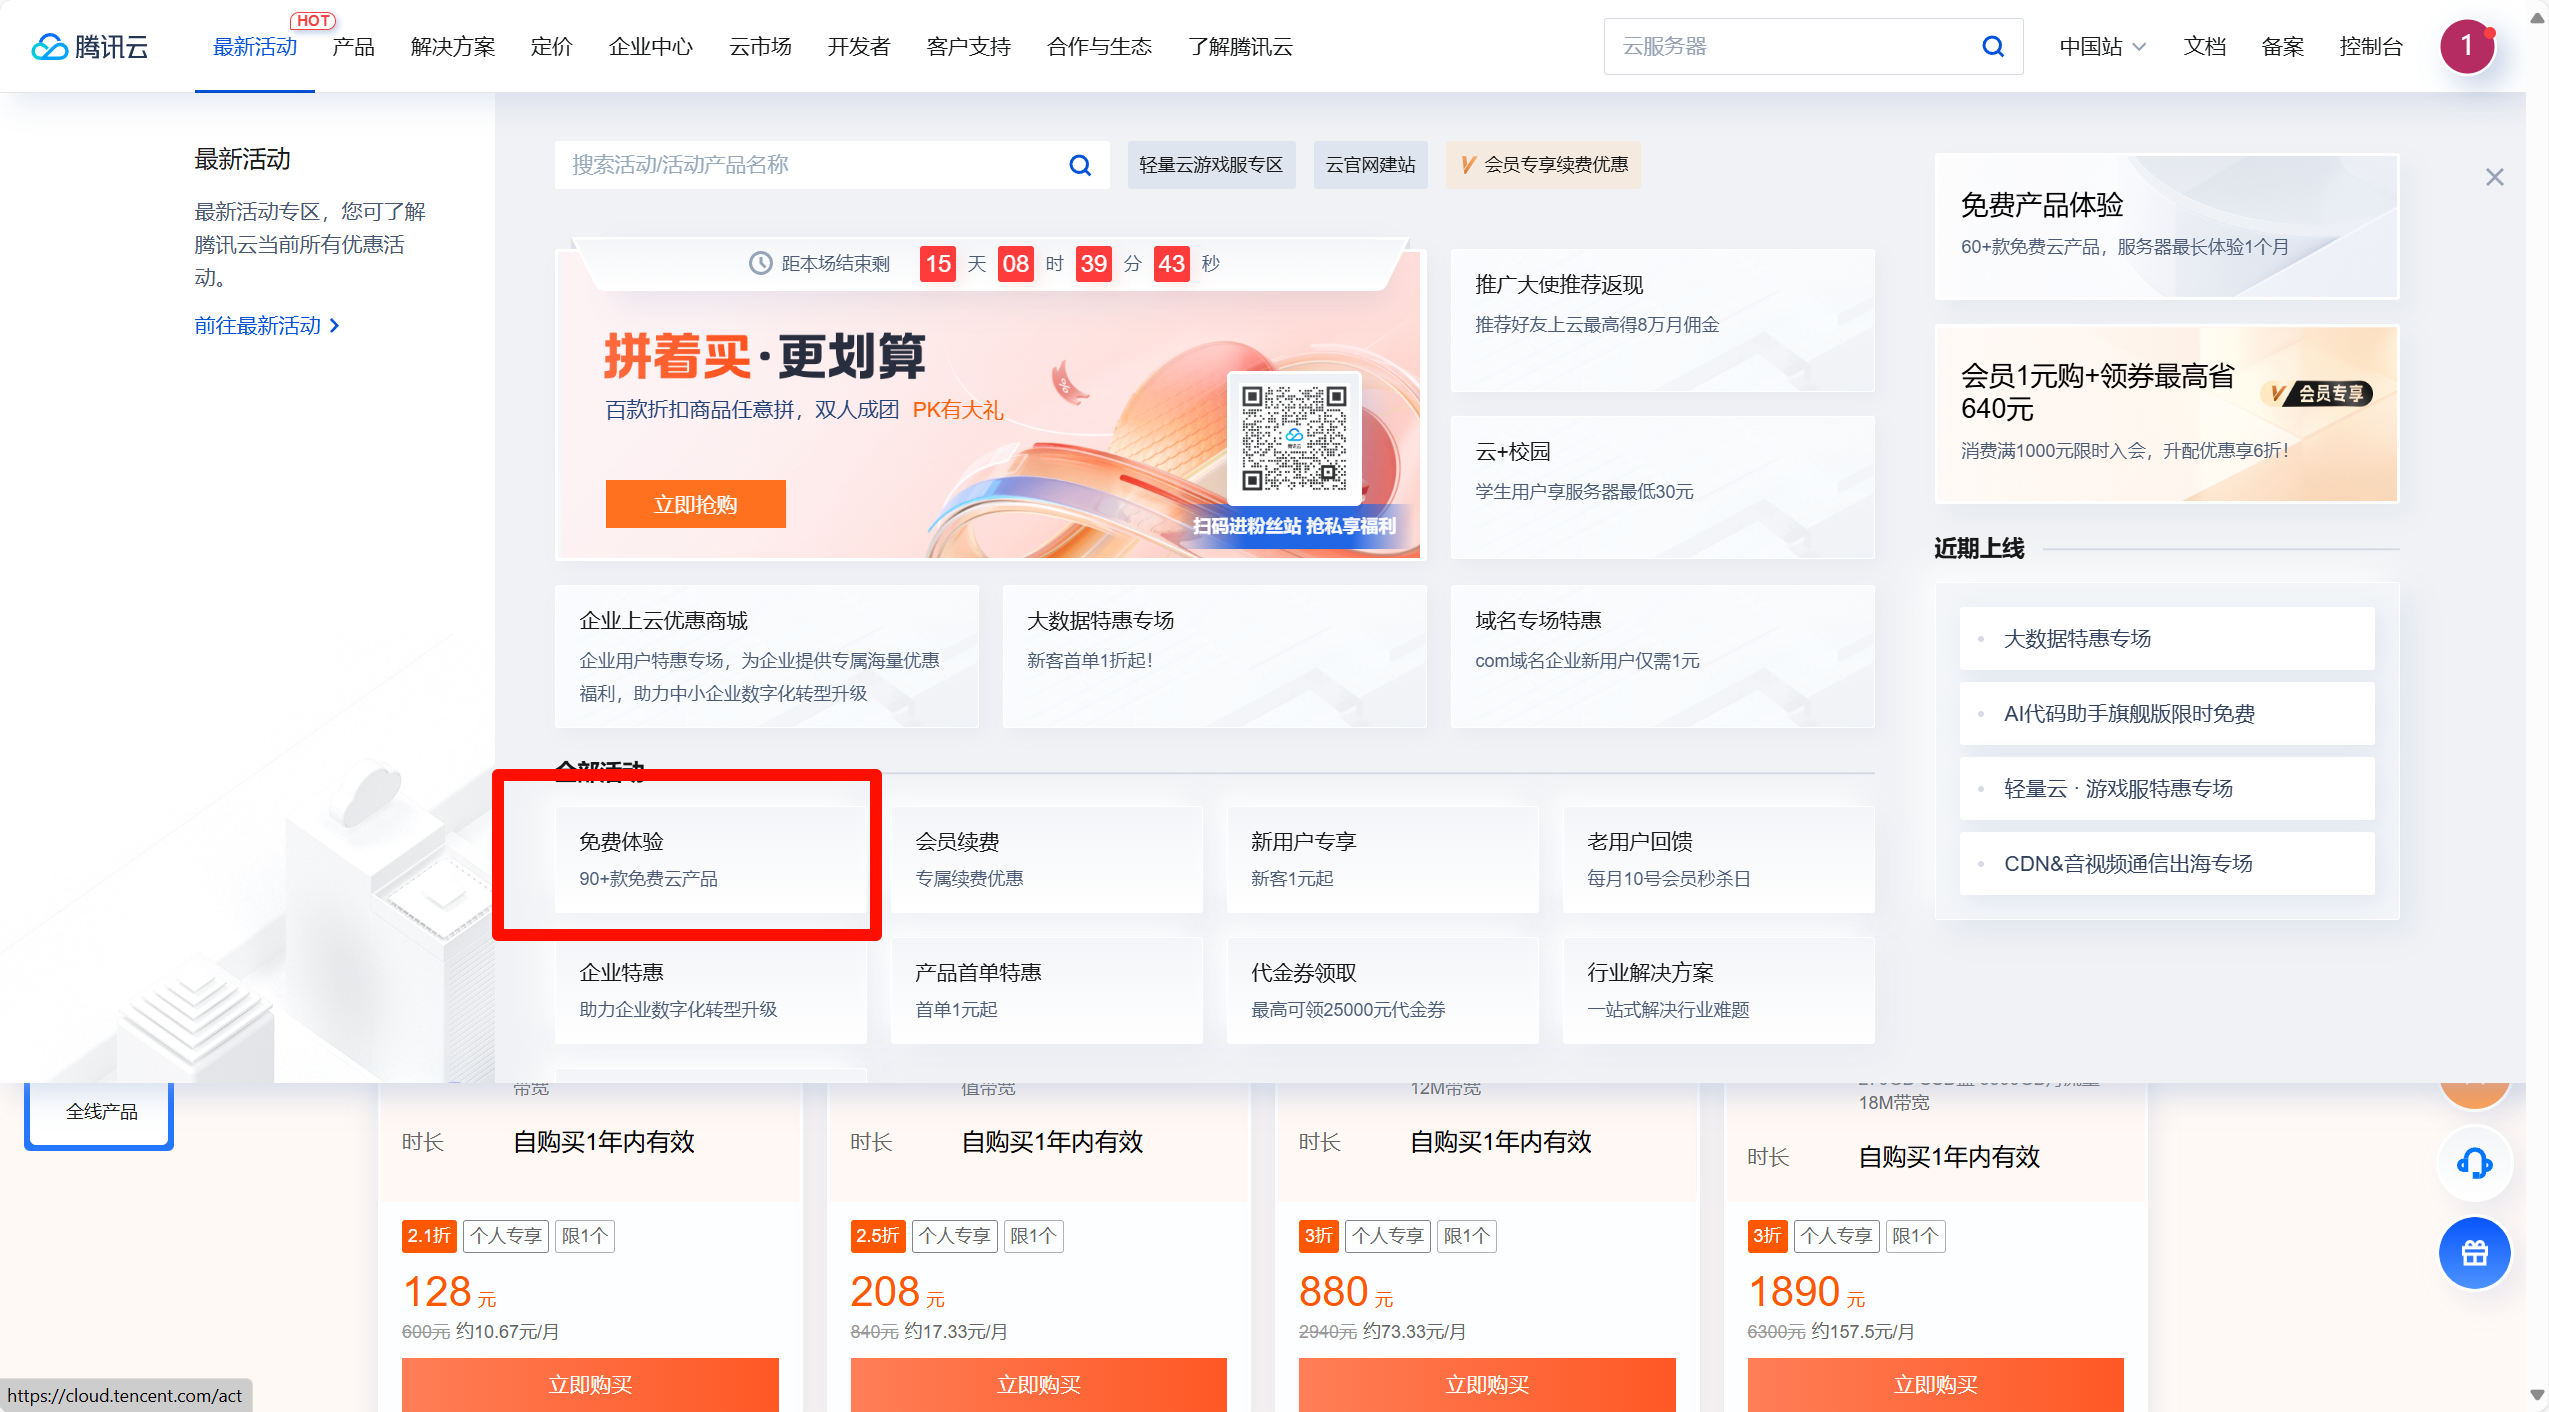 腾讯云
最新活动
HOT
产品
解决方案
定价
企业中心
云市场
开发者
客户支持
合作与生态
了解腾讯云
云服务器
中国站
文档
备案
控制台
1
最新活动
最新活动专区，您可了解
腾讯云当前所有优惠活
动。
前往最新活动
搜索活动/活动产品名称
轻量云游戏服专区
云官网建站
会员专享续费优惠
距本场结束剩 15 天 08 时 39 分 43 秒
拼着买·更划算
百款折扣商品任意拼，双人成团 PK有大礼
立即抢购
扫码进粉丝站 抢私享福利
推广大使推荐返现
推荐好友上云最高得8万月佣金
云+校园
学生用户享服务器最低30元
企业上云优惠商城
企业用户特惠专场，为企业提供专属海量优惠
福利，助力中小企业数字化转型升级
大数据特惠专场
新客首单1折起！
域名专场特惠
com域名企业新用户仅需1元
全部活动
免费体验
90+款免费云产品
会员续费
专属续费优惠
新用户专享
新客1元起
老用户回馈
每月10号会员秒杀日
企业特惠
助力企业数字化转型升级
产品首单特惠
首单1元起
代金券领取
最高可领25000元代金券
行业解决方案
一站式解决行业难题
免费产品体验
60+款免费云产品，服务器最长体验1个月
会员1元购+领券最高省
640元
会员专享
消费满1000元限时入会，升配优惠享6折！
近期上线
大数据特惠专场
AI代码助手旗舰版限时免费
轻量云 · 游戏服特惠专场
CDN&音视频通信出海专场
全线产品
带宽
时长 自购买1年内有效
2.1折 个人专享 限1个
128 元
600元 约10.67元/月
立即购买
值带宽
时长 自购买1年内有效
2.5折 个人专享 限1个
208 元
840元 约17.33元/月
立即购买
12M带宽
时长 自购买1年内有效
3折 个人专享 限1个
880 元
2940元 约73.33元/月
立即购买
18M带宽
时长 自购买1年内有效
3折 个人专享 限1个
1890 元
6300元 约157.5元/月
立即购买
https://cloud.tencent.com/act